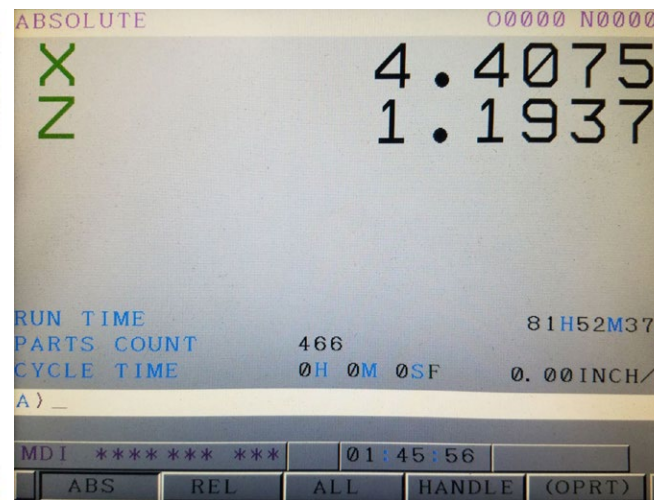 ABSOLUTE O0000 N0000
X 4.4075
Z 1.1937
RUN TIME 81H52M37
PARTS COUNT 466
CYCLE TIME 0H 0M 0SF 0.00INCH/
A)_
MDI **** *** *** 01:45:56
ABS REL ALL HANDLE (OPRT)